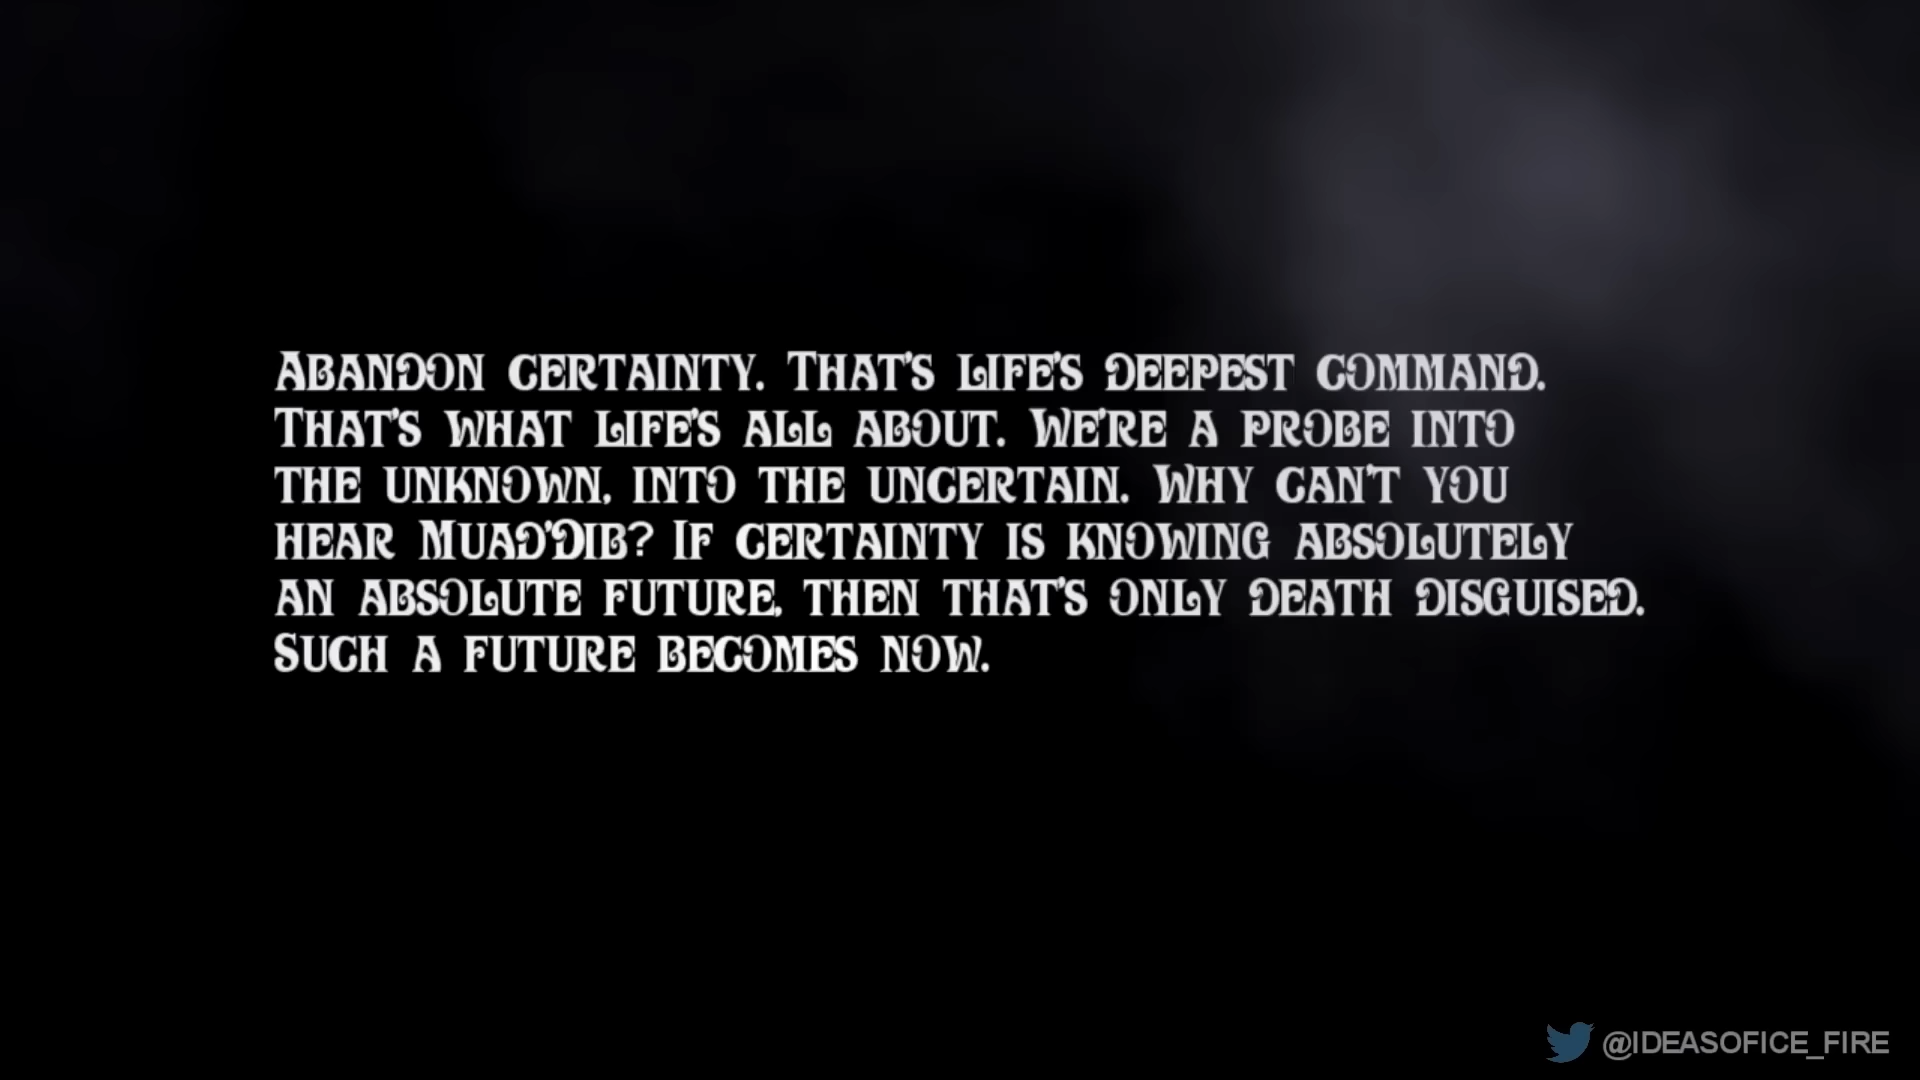 Abandon certainty. That's life's deepest command.
That's what life's all about. We're a probe into
the unknown, into the uncertain. Why can't you
hear Muad'Dib? If certainty is knowing absolutely
an absolute future, then that's only death disguised.
Such a future becomes now.
@IDEASOFICE_FIRE